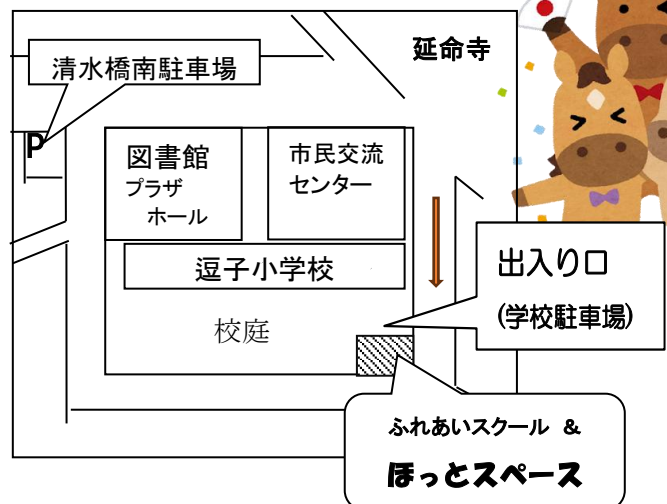 延命寺
清水橋南駐車場
P
図書館
プラザ
ホール
市民交流
センター
逗子小学校
校庭
出入り口
(学校駐車場)
ふれあいスクール ＆
ほっとスペース